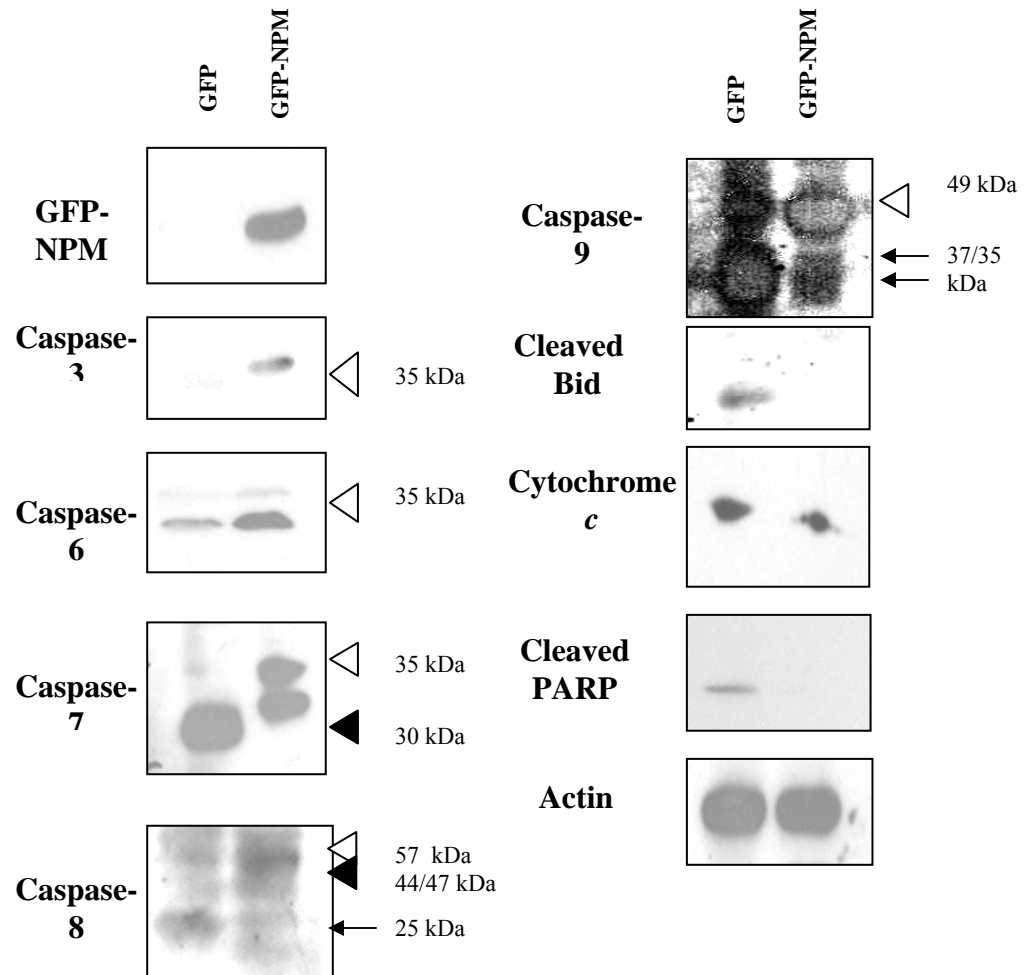 GFP
GFP-NPM
GFP
GFP-NPM
GFP-
NPM
Caspase-
3
35 kDa
Caspase-
6
35 kDa
Caspase-
7
35 kDa
30 kDa
Caspase-
8
57 kDa
44/47 kDa
25 kDa
Caspase-
9
49 kDa
37/35
kDa
Cleaved
Bid
Cytochrome
c
Cleaved
PARP
Actin